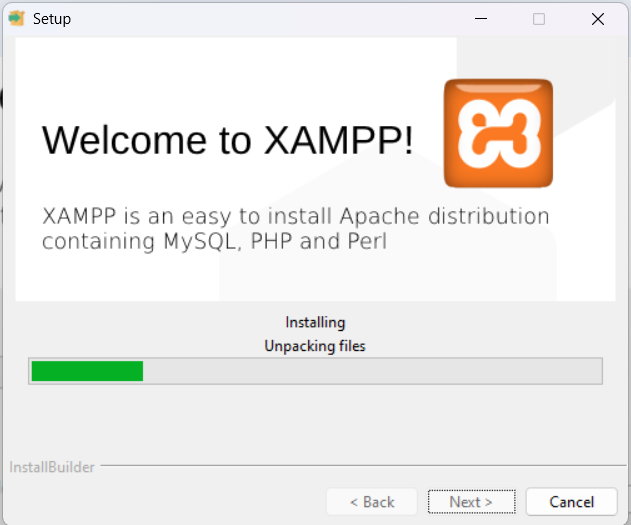 Setup
Welcome to XAMPP!
XAMPP is an easy to install Apache distribution
containing MySQL, PHP and Perl
Installing
Unpacking files
InstallBuilder
< Back
Next >
Cancel